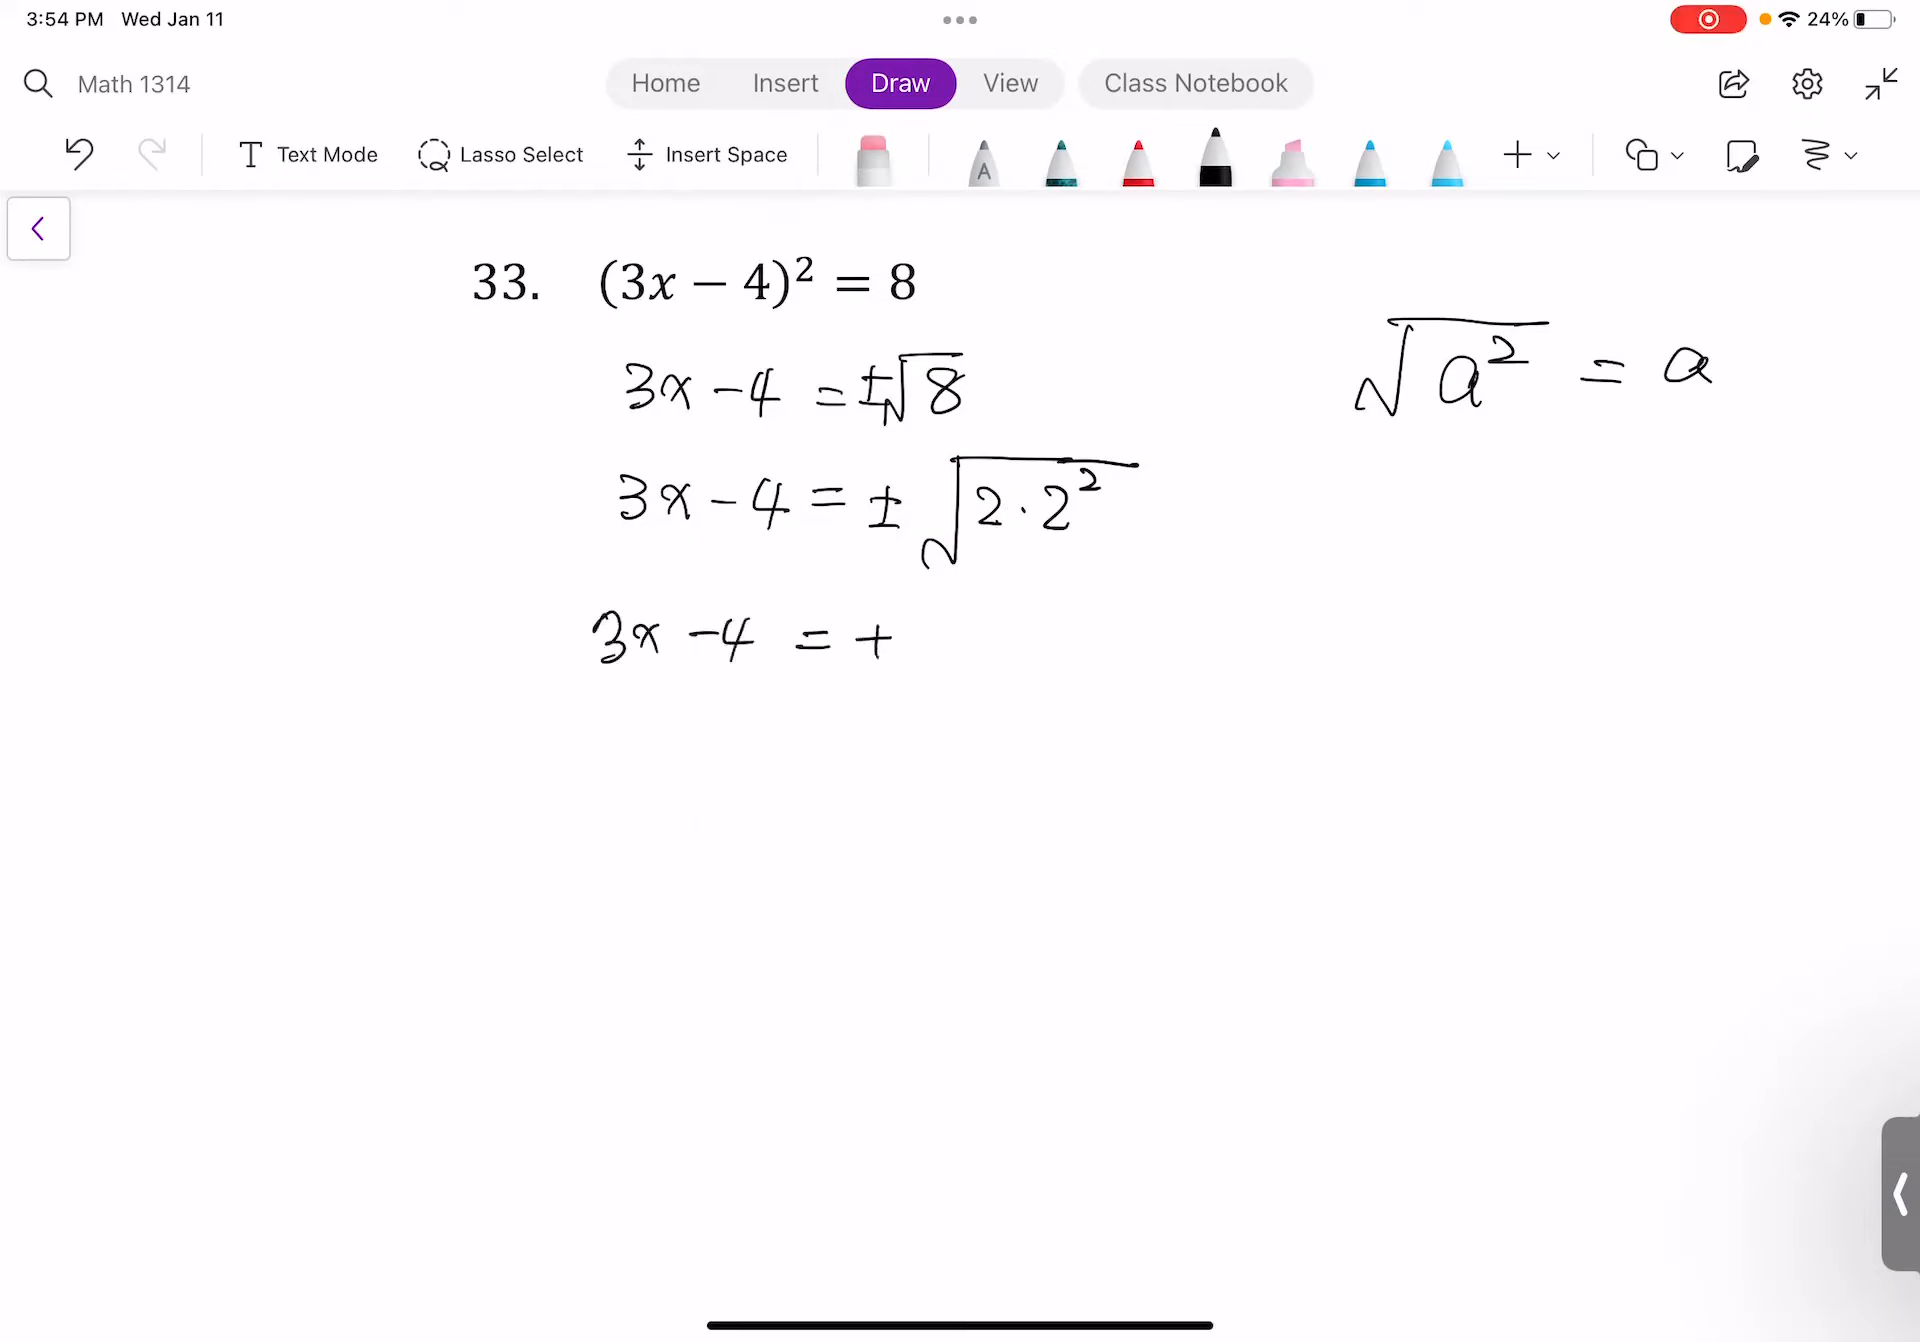 3:54 PM Wed Jan 11
24%
Math 1314
Home Insert Draw View Class Notebook
Text Mode Lasso Select Insert Space
A
33. (3x − 4)² = 8
3x − 4 = ±√8
√a² = a
3x − 4 = ± √2 · 2²
3x − 4 = +